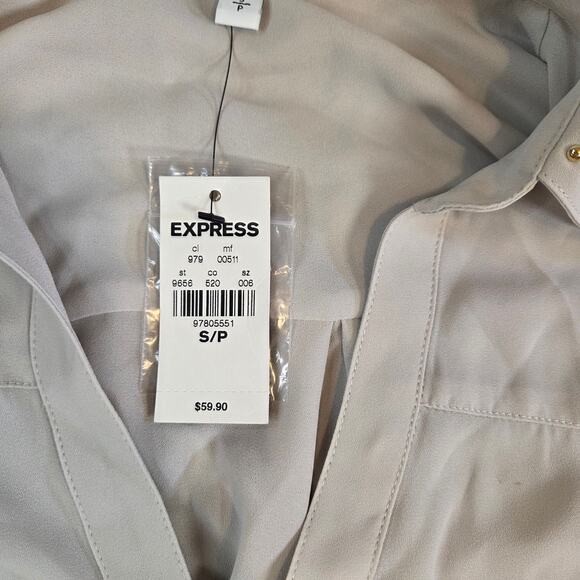 P
EXPRESS
cl mf
979 00511
st co sz
9656 520 006
97805551
S/P
$59.90